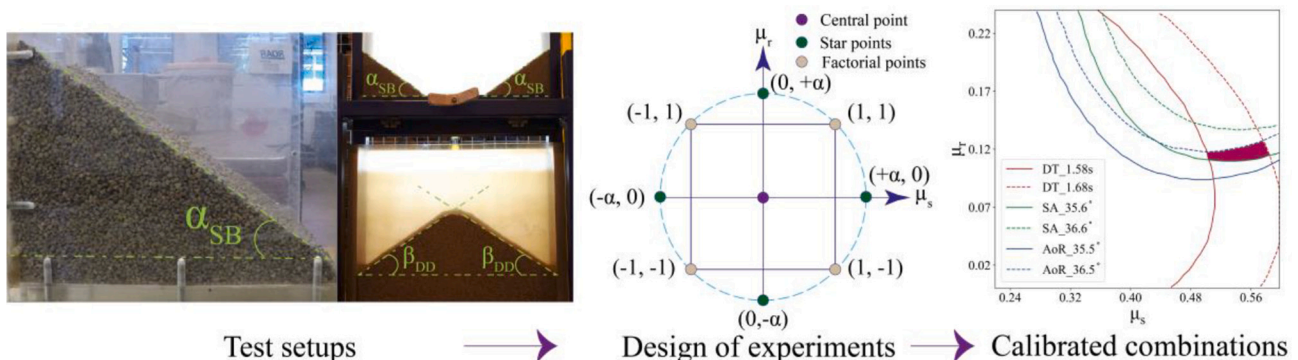 α_SB
α_SB
α_SB
β_DD
β_DD
Test setups
Central point
Star points
Factorial points
μ_r
(0, +α)
(-1, 1)
(1, 1)
(-α, 0)
(+α, 0)
μ_s
(-1, -1)
(1, -1)
(0,-α)
Design of experiments
0.22
0.17
0.12
0.07
0.02
μ_r
DT_1.58s
DT_1.68s
SA_35.6°
SA_36.6°
AoR_35.5°
AoR_36.5°
0.24 0.32 0.40 0.48 0.56
μ_s
Calibrated combinations